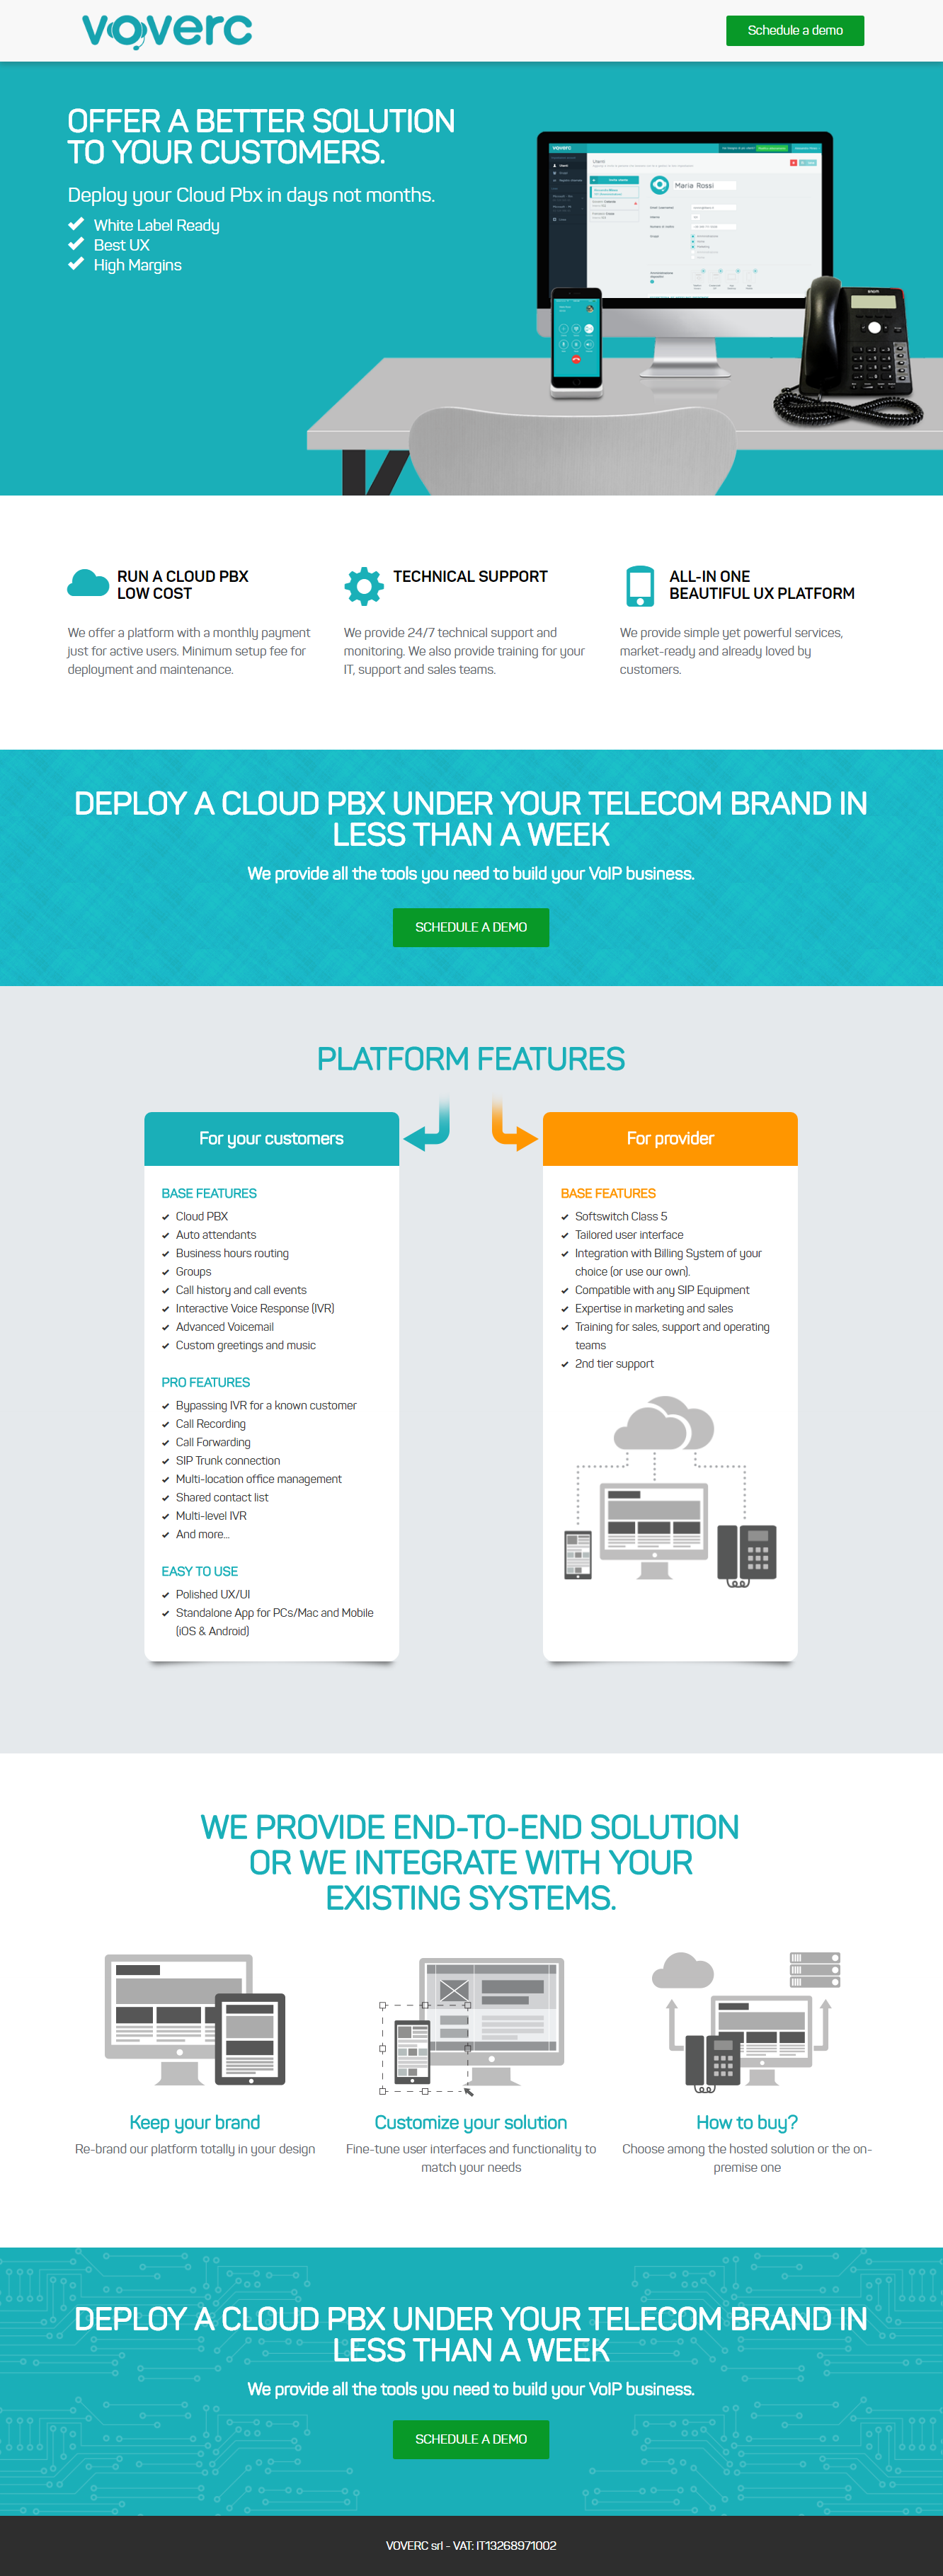 voverc
Schedule a demo
OFFER A BETTER SOLUTION
TO YOUR CUSTOMERS.
Deploy your Cloud Pbx in days not months.
White Label Ready
Best UX
High Margins
voverc
Utenti
Maria Rossi
snom
RUN A CLOUD PBX
LOW COST
We offer a platform with a monthly payment
just for active users. Minimum setup fee for
deployment and maintenance.
TECHNICAL SUPPORT
We provide 24/7 technical support and
monitoring. We also provide training for your
IT, support and sales teams.
ALL-IN ONE
BEAUTIFUL UX PLATFORM
We provide simple yet powerful services,
market-ready and already loved by
customers.
DEPLOY A CLOUD PBX UNDER YOUR TELECOM BRAND IN
LESS THAN A WEEK
We provide all the tools you need to build your VoIP business.
SCHEDULE A DEMO
PLATFORM FEATURES
For your customers
BASE FEATURES
Cloud PBX
Auto attendants
Business hours routing
Groups
Call history and call events
Interactive Voice Response (IVR)
Advanced Voicemail
Custom greetings and music
PRO FEATURES
Bypassing IVR for a known customer
Call Recording
Call Forwarding
SIP Trunk connection
Multi-location office management
Shared contact list
Multi-level IVR
And more...
EASY TO USE
Polished UX/UI
Standalone App for PCs/Mac and Mobile
(iOS & Android)
For provider
BASE FEATURES
Softswitch Class 5
Tailored user interface
Integration with Billing System of your
choice (or use our own).
Compatible with any SIP Equipment
Expertise in marketing and sales
Training for sales, support and operating
teams
2nd tier support
WE PROVIDE END-TO-END SOLUTION
OR WE INTEGRATE WITH YOUR
EXISTING SYSTEMS.
Keep your brand
Re-brand our platform totally in your design
Customize your solution
Fine-tune user interfaces and functionality to
match your needs
How to buy?
Choose among the hosted solution or the on-
premise one
DEPLOY A CLOUD PBX UNDER YOUR TELECOM BRAND IN
LESS THAN A WEEK
We provide all the tools you need to build your VoIP business.
SCHEDULE A DEMO
VOVERC srl - VAT: IT13268971002